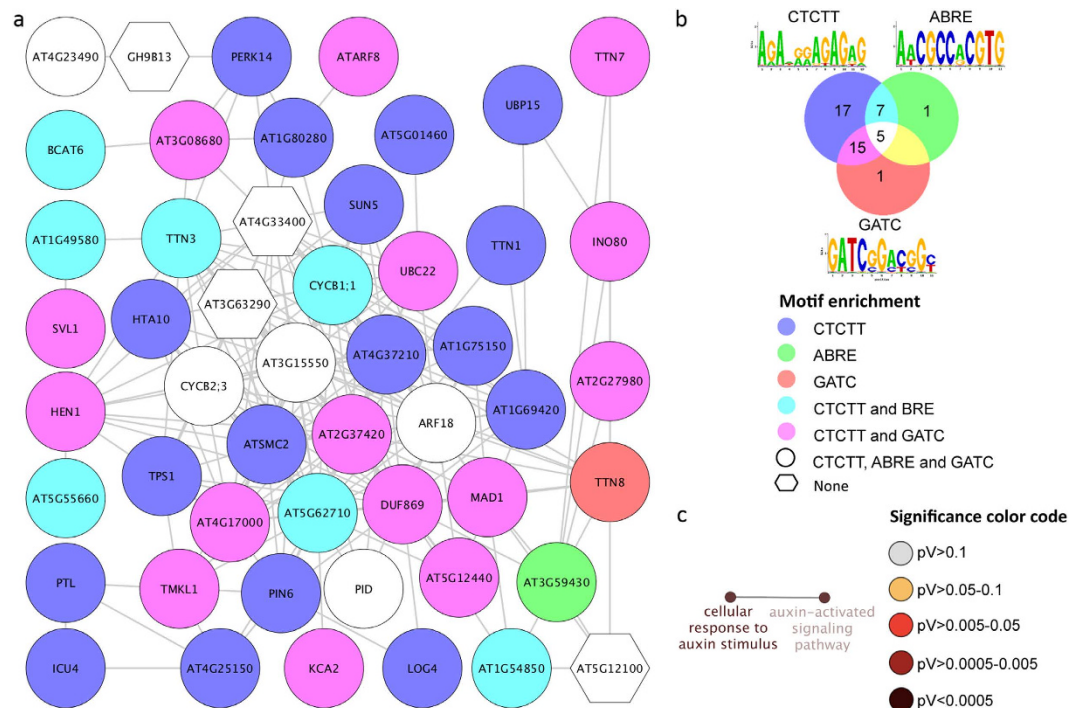 a
AT4G23490
GH9B13
PERK14
ATARF8
TTN7
UBP15
BCAT6
AT3G08680
AT1G80280
AT5G01460
SUN5
AT4G33400
AT1G49580
TTN3
TTN1
INO80
UBC22
CYCB1;1
AT3G63290
SVL1
HTA10
AT3G15550
AT4G37210
AT1G75150
CYCB2;3
AT2G27980
HEN1
ATSMC2
AT2G37420
ARF18
AT1G69420
TPS1
TTN8
AT5G55660
AT4G17000
AT5G62710
DUF869
MAD1
PTL
TMKL1
PIN6
PID
AT5G12440
AT3G59430
ICU4
AT4G25150
KCA2
LOG4
AT1G54850
AT5G12100
b
CTCTT
ABRE
17
7
1
5
15
1
GATC
Motif enrichment
CTCTT
ABRE
GATC
CTCTT and BRE
CTCTT and GATC
CTCTT, ABRE and GATC
None
c
cellular
response to
auxin stimulus
auxin-activated
signaling
pathway
Significance color code
pV>0.1
pV>0.05-0.1
pV>0.005-0.05
pV>0.0005-0.005
pV<0.0005